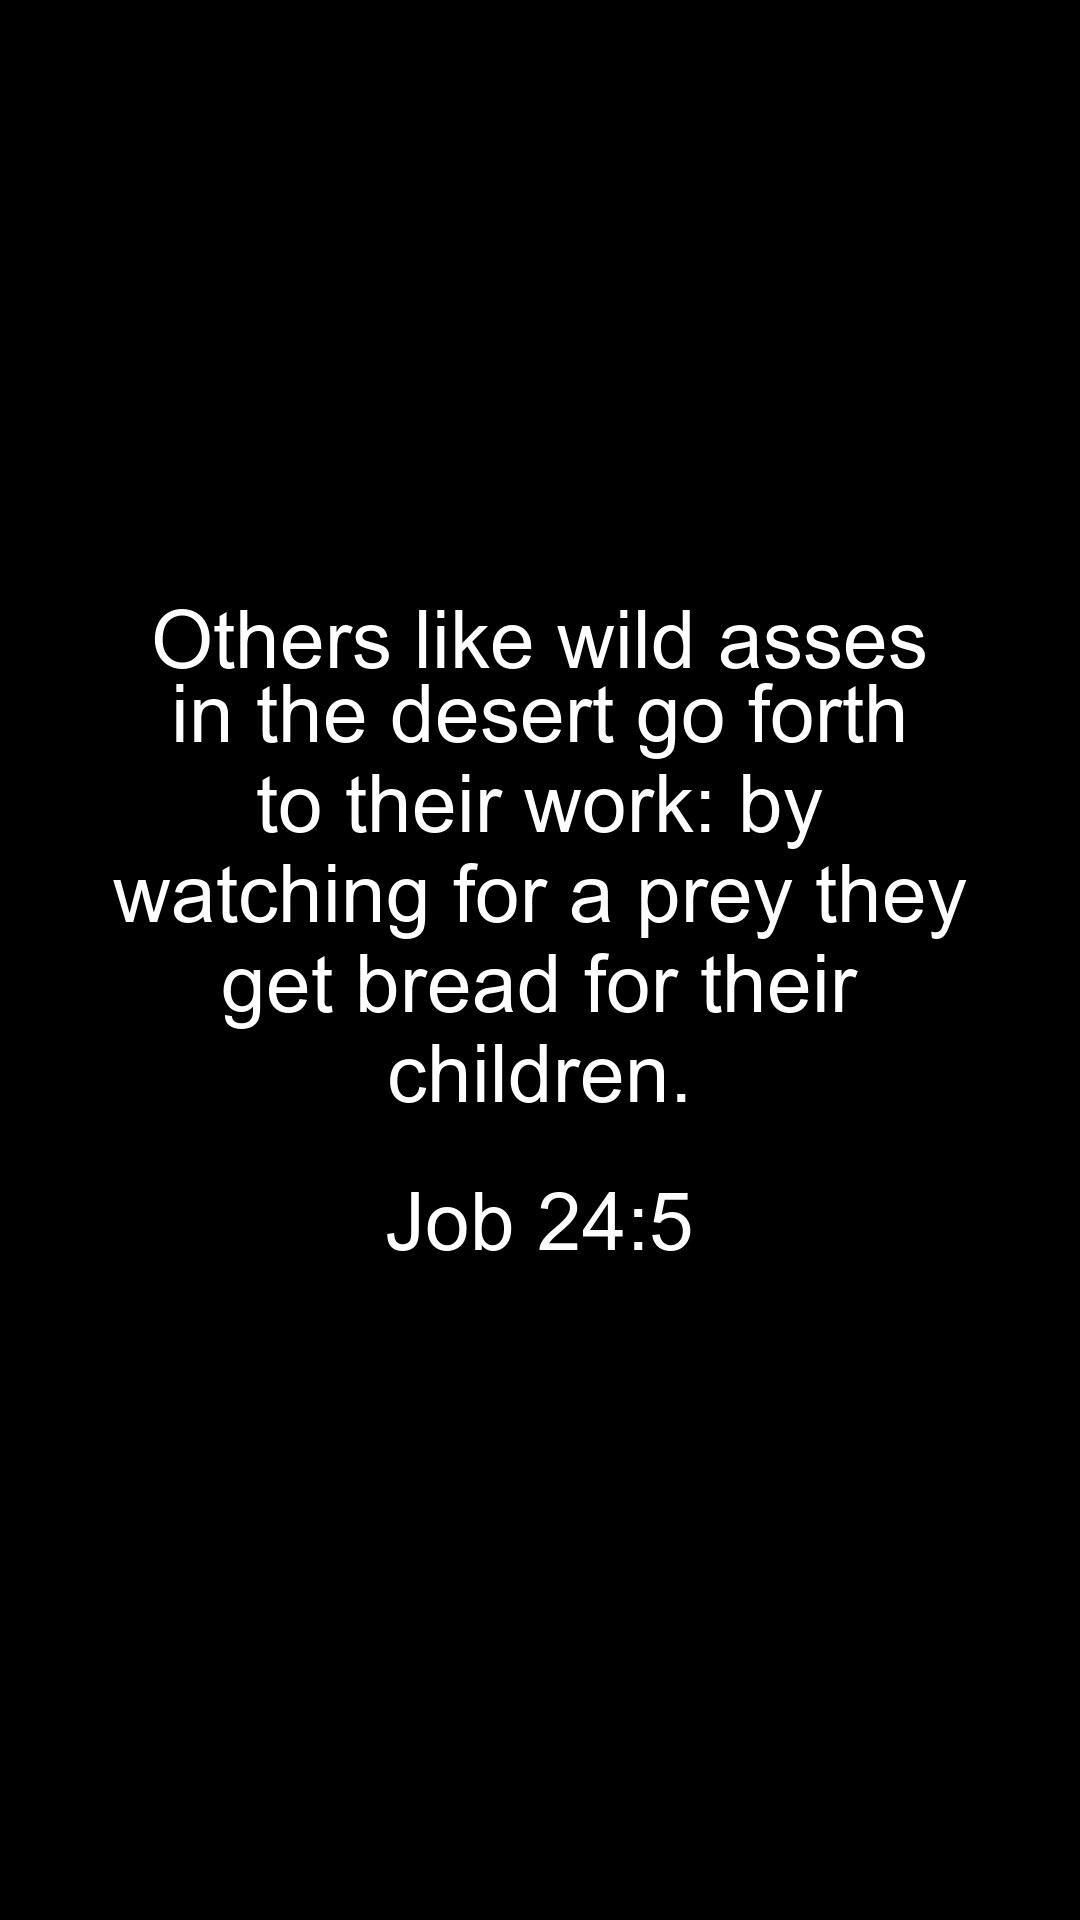 Others like wild asses
in the desert go forth
to their work: by
watching for a prey they
get bread for their
children.
Job 24:5